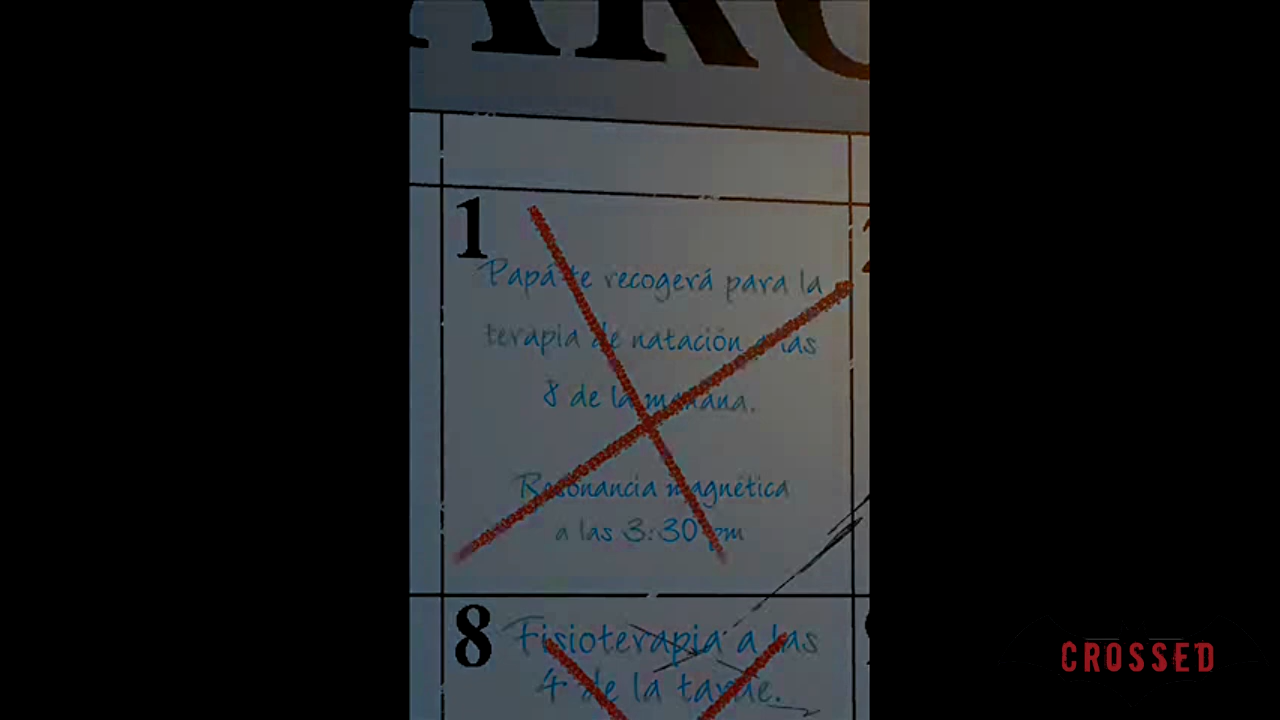 ARC
1
Papá te recogerá para la
terapia de natación a las
8 de la mañana.
Resonancia magnética
a las 3:30 pm
8
Fisioterapia a las
4 de la tarde.
CROSSED